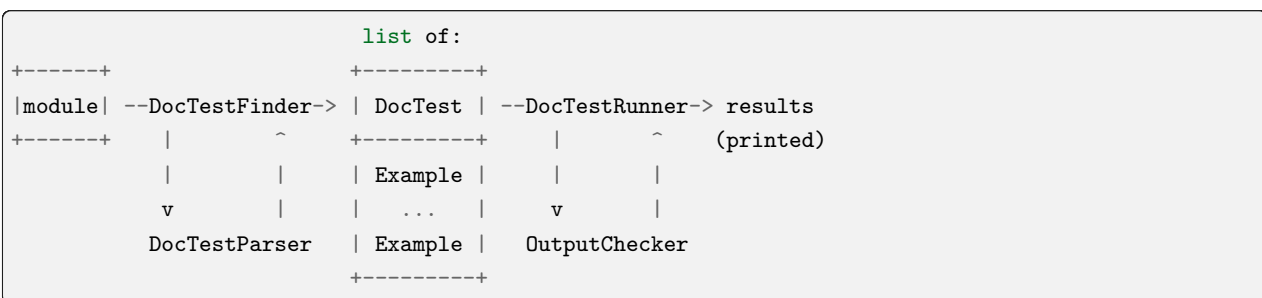 list of:
+------+                   +---------+
|module| --DocTestFinder-> | DocTest | --DocTestRunner-> results
+------+    |        ^     +---------+     |       ^    (printed)
            |        |     | Example |     |       |
            v        |     |   ...   |     v       |
           DocTestParser   | Example |   OutputChecker
                           +---------+